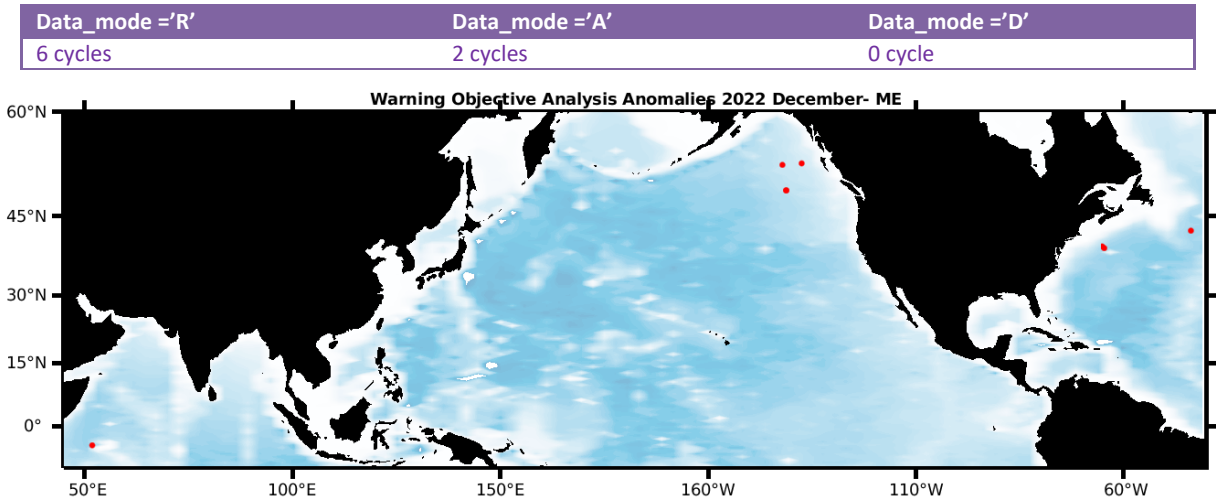 Data_mode =’R’ Data_mode =’A’ Data_mode =’D’
6 cycles 2 cycles 0 cycle
Warning Objective Analysis Anomalies 2022 December- ME
60°N
45°N
30°N
15°N
0°
50°E 100°E 150°E 160°W 110°W 60°W